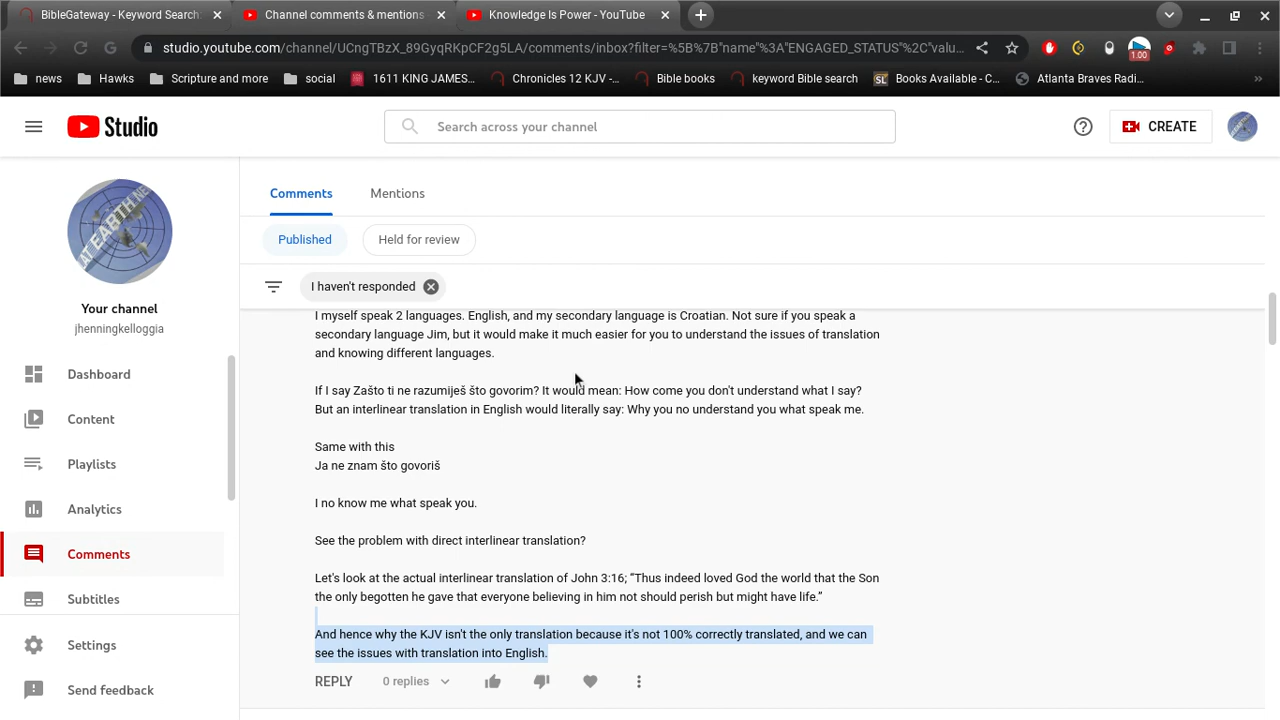 BibleGateway - Keyword Search:
Channel comments & mentions -
Knowledge Is Power - YouTube
studio.youtube.com/channel/UCngTBzX_89GyqRKpCF2g5LA/comments/inbox?filter=%5B%7B"name"%3A"ENGAGED_STATUS"%2C"valu...
1.00
news
Hawks
Scripture and more
social
1611 KING JAMES...
Chronicles 12 KJV -...
Bible books
keyword Bible search
SL
Books Available - C...
Atlanta Braves Radi...
»
Studio
Search across your channel
CREATE
AT EARTH.NE
Your channel
jhenningkelloggia
Dashboard
Content
Playlists
Analytics
Comments
Subtitles
Settings
Send feedback
Comments
Mentions
Published
Held for review
I haven't responded
I myself speak 2 languages. English, and my secondary language is Croatian. Not sure if you speak a
secondary language Jim, but it would make it much easier for you to understand the issues of translation
and knowing different languages.
If I say Zašto ti ne razumiješ što govorim? It would mean: How come you don't understand what I say?
But an interlinear translation in English would literally say: Why you no understand you what speak me.
Same with this
Ja ne znam što govoriš
I no know me what speak you.
See the problem with direct interlinear translation?
Let's look at the actual interlinear translation of John 3:16; “Thus indeed loved God the world that the Son
the only begotten he gave that everyone believing in him not should perish but might have life.”
And hence why the KJV isn't the only translation because it's not 100% correctly translated, and we can
see the issues with translation into English.
REPLY
0 replies